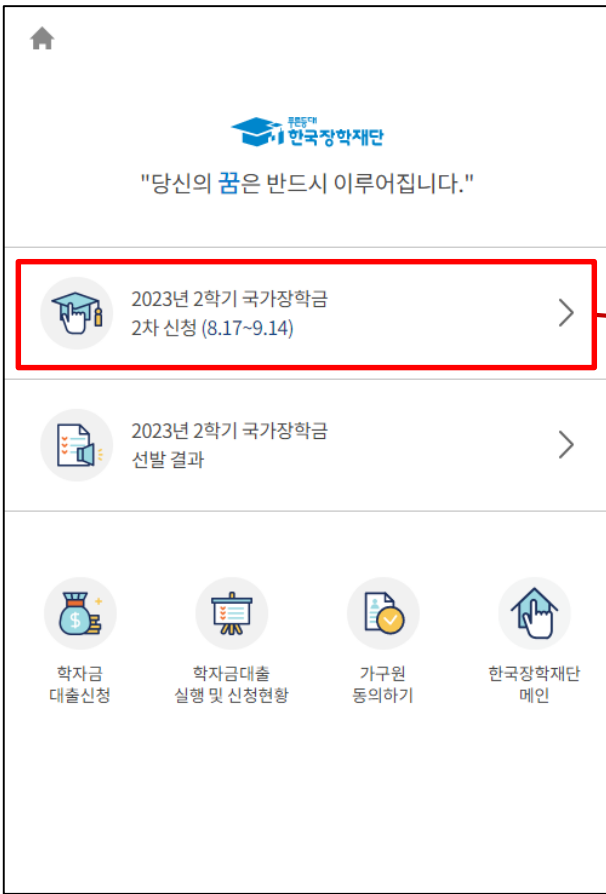 푸른등대
한국장학재단
"당신의 꿈은 반드시 이루어집니다."
2023년 2학기 국가장학금
2차 신청 (8.17~9.14)
2023년 2학기 국가장학금
선발 결과
학자금
대출신청
학자금대출
실행 및 신청현황
가구원
동의하기
한국장학재단
메인